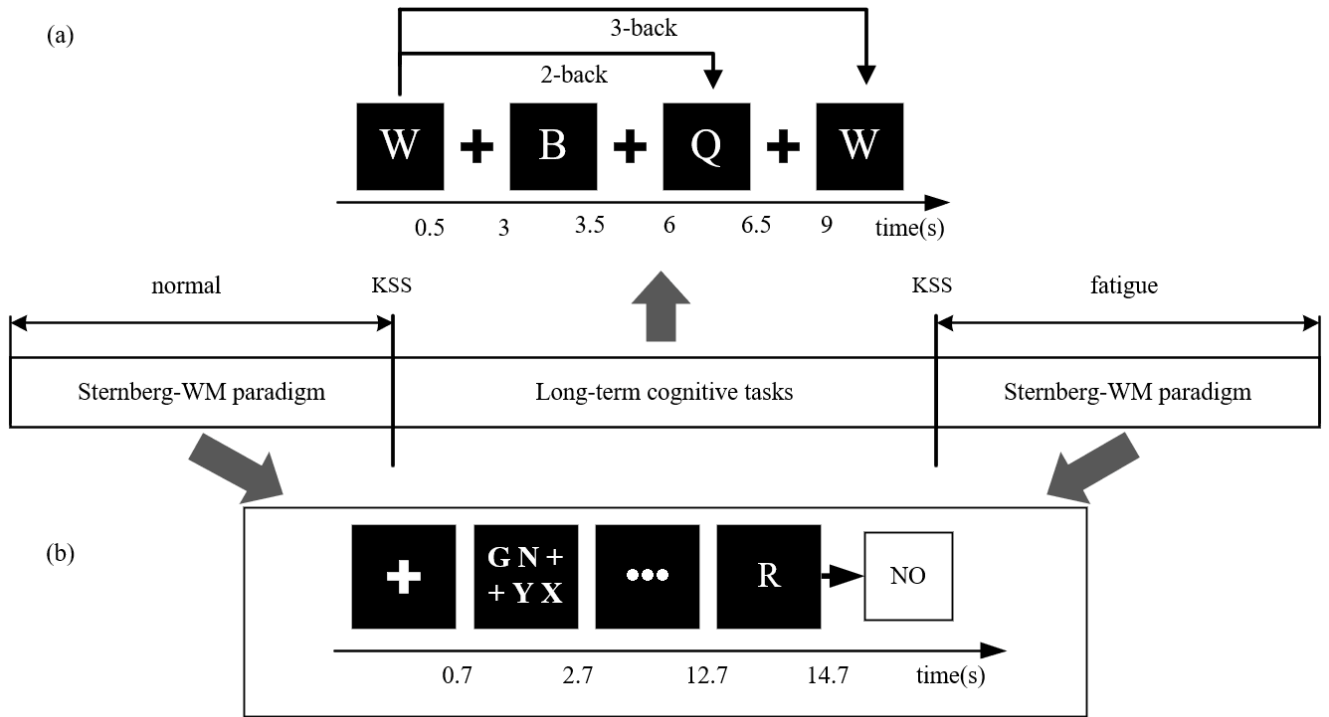 (a)
3-back
2-back
W + B + Q + W
0.5 3 3.5 6 6.5 9 time(s)
normal KSS KSS fatigue
Sternberg-WM paradigm Long-term cognitive tasks Sternberg-WM paradigm
(b)
+ G N + ••• R NO
+ Y X
0.7 2.7 12.7 14.7 time(s)